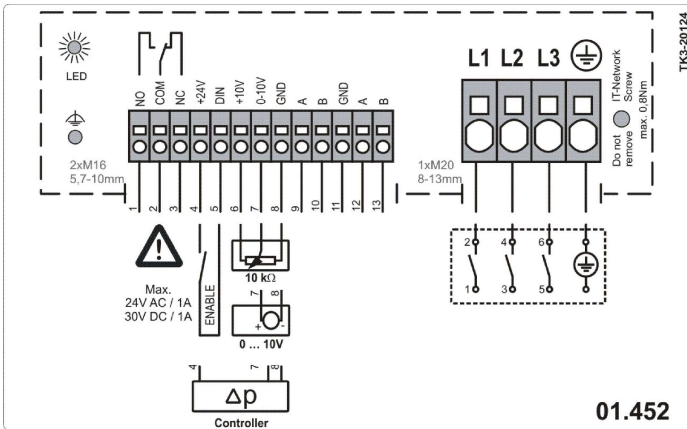 TK3-20124
LED
NO
COM
NC
+24V
DIN
+10V
0-10V
GND
A
B
GND
A
B
L1 L2 L3
IT-Network
Screw
Do not
remove
max. 0,8Nm
2xM16
5,7-10mm
1xM20
8-13mm
1
2
3
4
5
6
7
8
9
10
11
12
13
2
4
6
1
3
5
Max.
24V AC / 1A
30V DC / 1A
ENABLE
10 kΩ
7
8
+
-
0 ... 10V
4
7
8
Δp
Controller
01.452